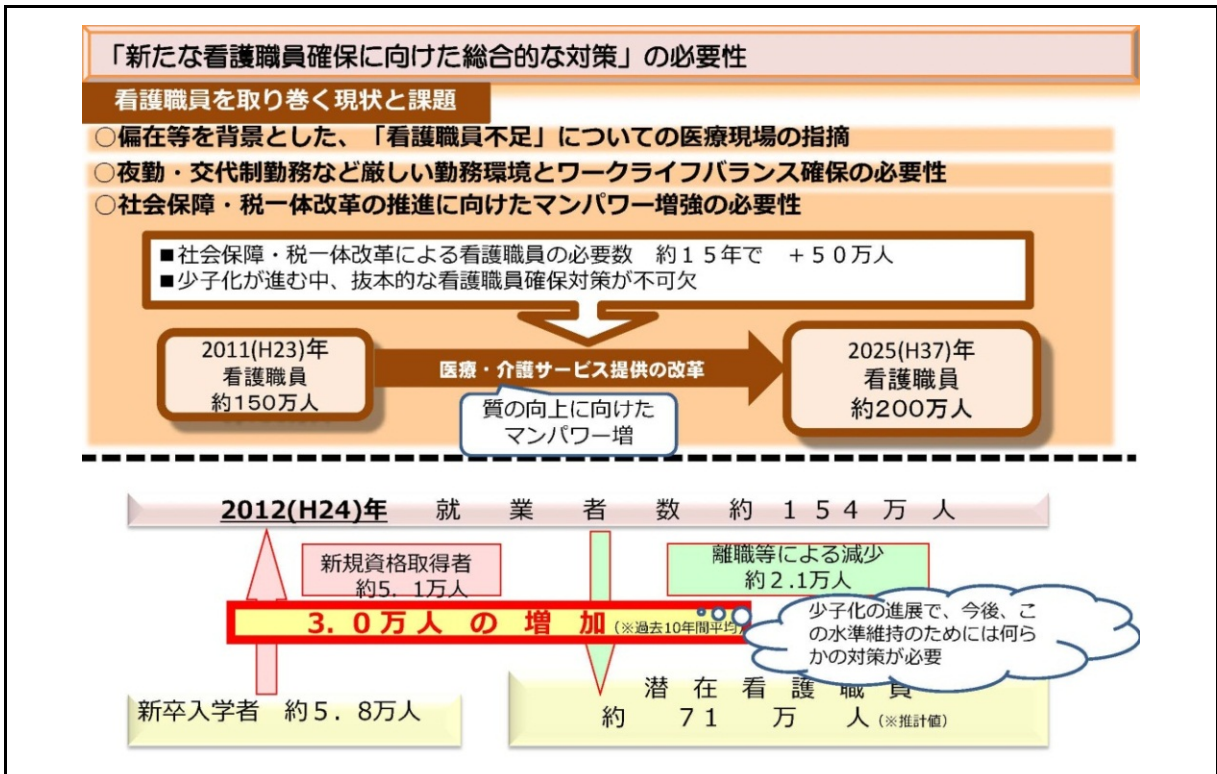 「新たな看護職員確保に向けた総合的な対策」の必要性
看護職員を取り巻く現状と課題
○偏在等を背景とした、「看護職員不足」についての医療現場の指摘
○夜勤・交代制勤務など厳しい勤務環境とワークライフバランス確保の必要性
○社会保障・税一体改革の推進に向けたマンパワー増強の必要性
■社会保障・税一体改革による看護職員の必要数　約１５年で　＋５０万人
■少子化が進む中、抜本的な看護職員確保対策が不可欠
2011(H23)年
看護職員
約150万人
医療・介護サービス提供の改革
質の向上に向けた
マンパワー増
2025(H37)年
看護職員
約200万人
2012(H24)年　就　業　者　数　約　１　５　４　万　人
新規資格取得者
約5．1万人
離職等による減少
約２.１万人
３．０万人の増加（※過去10年間平均）
少子化の進展で、今後、こ
の水準維持のためには何ら
かの対策が必要
新卒入学者　約５．８万人
潜　在　看　護　職　員
約　７１　万　人（※推計値）